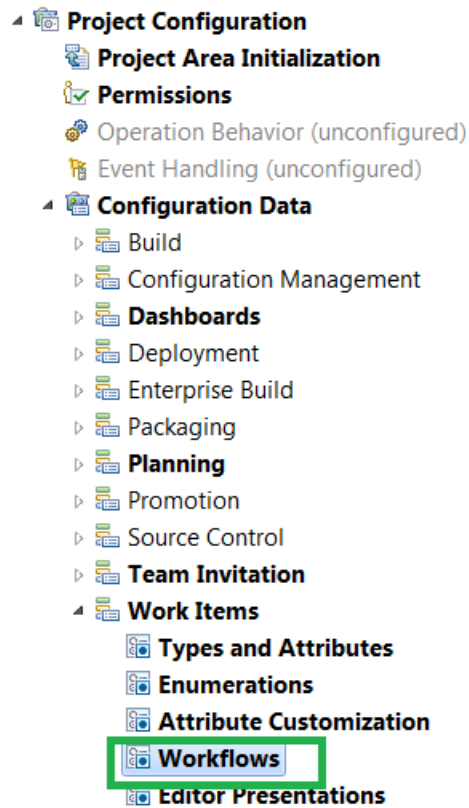 Project Configuration
Project Area Initialization
Permissions
Operation Behavior (unconfigured)
Event Handling (unconfigured)
Configuration Data
Build
Configuration Management
Dashboards
Deployment
Enterprise Build
Packaging
Planning
Promotion
Source Control
Team Invitation
Work Items
Types and Attributes
Enumerations
Attribute Customization
Workflows
Editor Presentations